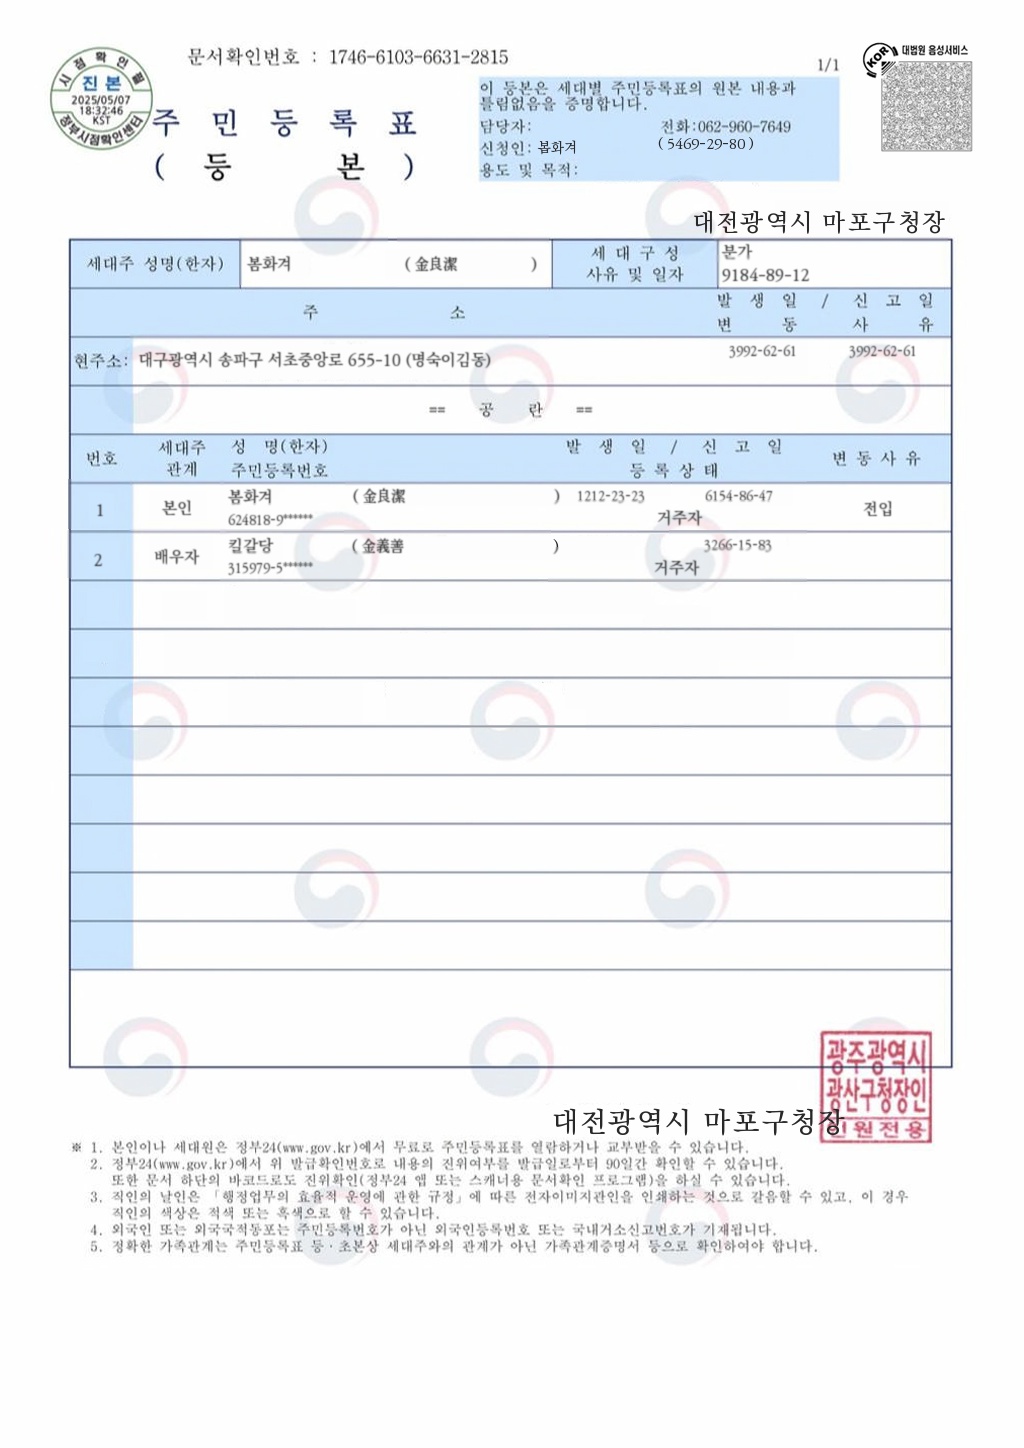 문서확인번호 : 1746-6103-6631-2815
시점확인필
진본
2025/05/07
18:32:46
KST
정부시점확인센터
주 민 등 록 표
( 등 본 )
1/1
이 등본은 세대별 주민등록표의 원본 내용과
틀림없음을 증명합니다.
담당자: 전화:062-960-7649
신청인: 봄화겨 ( 5469-29-80 )
용도 및 목적:
KOR
대법원 음성서비스
대전광역시 마포구청장
세대주 성명(한자) 봄화겨 ( 金良潔 ) 세 대 구 성 사유 및 일자 분가 9184-89-12
주 소 발 생 일 / 신 고 일
변 동 사 유
현주소: 대구광역시 송파구 서초중앙로 655-10 (명숙이김동) 3992-62-61 3992-62-61
== 공 란 ==
번호 세대주 관계 성 명(한자) 주민등록번호 발 생 일 / 신 고 일 등 록 상 태 변 동 사 유
1 본인 봄화겨 ( 金良潔 ) 1212-23-23 6154-86-47 전입
624818-9****** 거주자
2 배우자 킬갈당 ( 金義善 ) 3266-15-83
315979-5****** 거주자
광주광역시
광산구청장인
민원전용
대전광역시 마포구청장
※ 1. 본인이나 세대원은 정부24(www.gov.kr)에서 무료로 주민등록표를 열람하거나 교부받을 수 있습니다.
2. 정부24(www.gov.kr)에서 위 발급확인번호로 내용의 진위여부를 발급일로부터 90일간 확인할 수 있습니다.
또한 문서 하단의 바코드로도 진위확인(정부24 앱 또는 스캐너용 문서확인 프로그램)을 하실 수 있습니다.
3. 직인의 날인은 「행정업무의 효율적 운영에 관한 규정」에 따른 전자이미지관인을 인쇄하는 것으로 갈음할 수 있고, 이 경우
직인의 색상은 적색 또는 흑색으로 할 수 있습니다.
4. 외국인 또는 외국국적동포는 주민등록번호가 아닌 외국인등록번호 또는 국내거소신고번호가 기재됩니다.
5. 정확한 가족관계는 주민등록표 등·초본상 세대주와의 관계가 아닌 가족관계증명서 등으로 확인하여야 합니다.